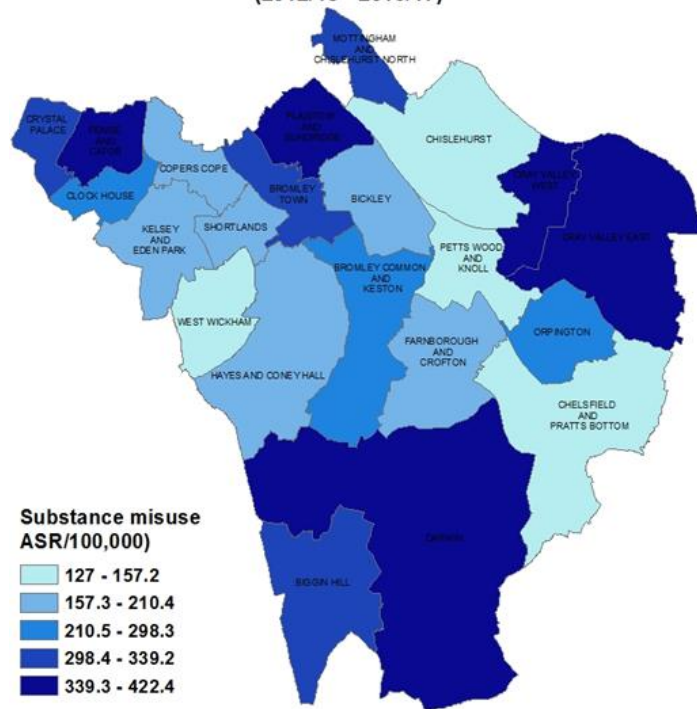 MOTTINGHAM
AND
CHISLEHURST NORTH
CRYSTAL
PALACE
PENGE
AND
CATOR
PLAISTOW
AND
SUNDRIDGE
CHISLEHURST
COPERS COPE
CRAY VALLEY
WEST
CLOCK HOUSE
BROMLEY
TOWN
BICKLEY
KELSEY
AND
EDEN PARK
SHORTLANDS
CRAY VALLEY EAST
PETTS WOOD
AND
KNOLL
BROMLEY COMMON
AND
KESTON
WEST WICKHAM
ORPINGTON
FARNBOROUGH
AND
CROFTON
HAYES AND CONEY HALL
CHELSFIELD
AND
PRATTS BOTTOM
DARWIN
BIGGIN HILL
Substance misuse
ASR/100,000)
127 - 157.2
157.3 - 210.4
210.5 - 298.3
298.4 - 339.2
339.3 - 422.4